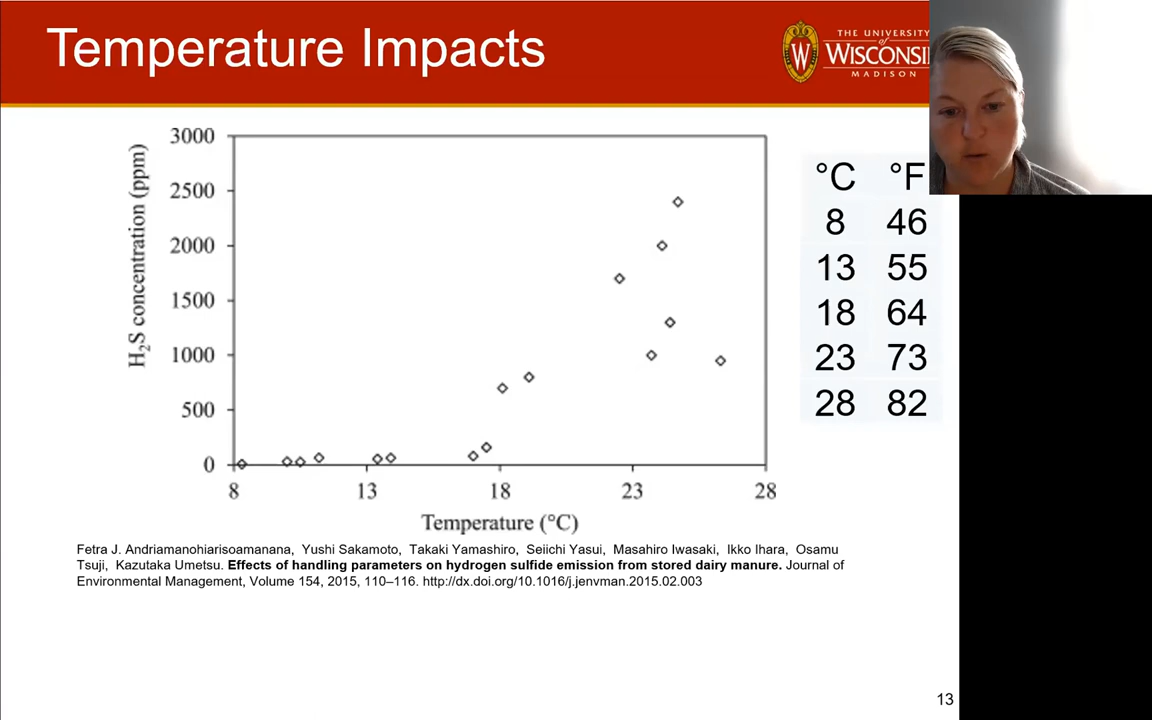 Temperature Impacts
THE UNIVERSITY
of
WISCONSI
MADISON
3000
2500
2000
1500
1000
500
0
H₂S concentration (ppm)
8 13 18 23 28
Temperature (°C)
°C °F
8 46
13 55
18 64
23 73
28 82
Fetra J. Andriamanohiarisoamanana, Yushi Sakamoto, Takaki Yamashiro, Seiichi Yasui, Masahiro Iwasaki, Ikko Ihara, Osamu
Tsuji, Kazutaka Umetsu. Effects of handling parameters on hydrogen sulfide emission from stored dairy manure. Journal of
Environmental Management, Volume 154, 2015, 110–116. http://dx.doi.org/10.1016/j.jenvman.2015.02.003
13